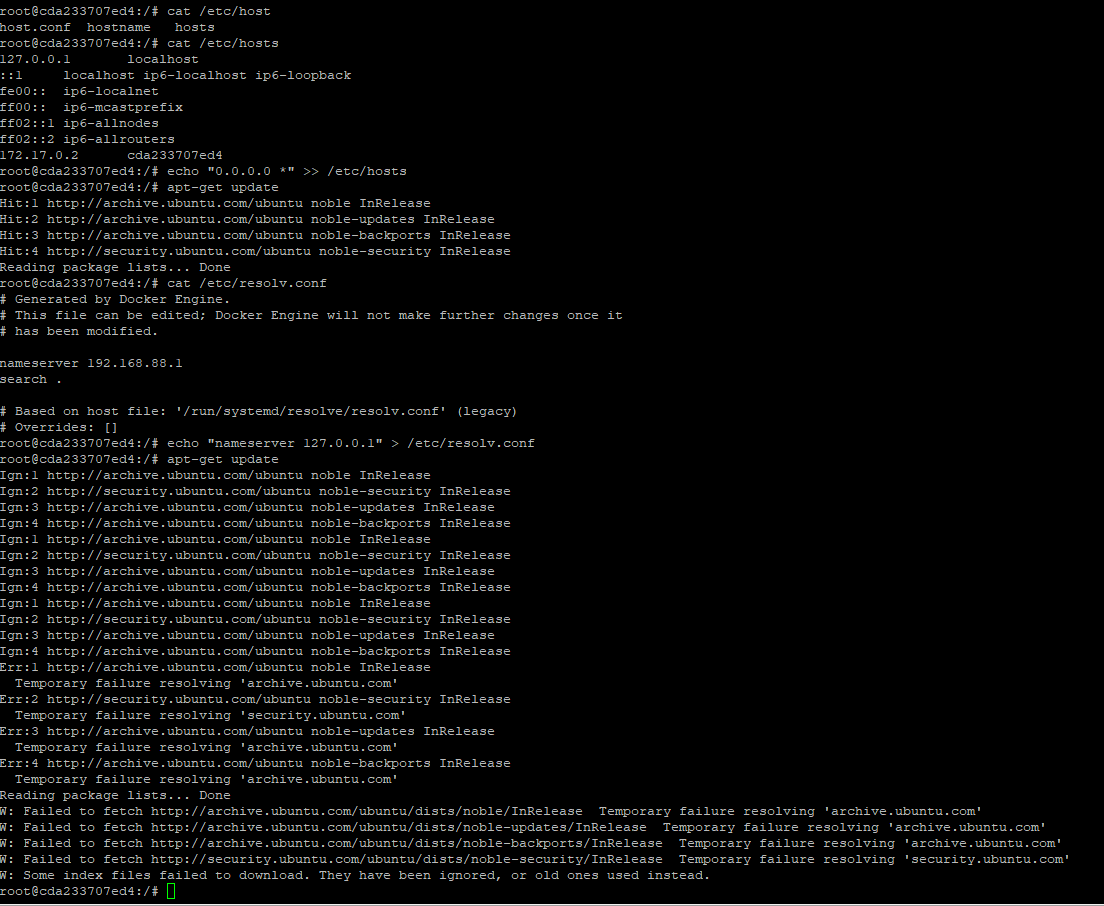 root@cda233707ed4:/# cat /etc/host
host.conf  hostname   hosts
root@cda233707ed4:/# cat /etc/hosts
127.0.0.1       localhost
::1     localhost ip6-localhost ip6-loopback
fe00::  ip6-localnet
ff00::  ip6-mcastprefix
ff02::1 ip6-allnodes
ff02::2 ip6-allrouters
172.17.0.2      cda233707ed4
root@cda233707ed4:/# echo "0.0.0.0 *" >> /etc/hosts
root@cda233707ed4:/# apt-get update
Hit:1 http://archive.ubuntu.com/ubuntu noble InRelease
Hit:2 http://archive.ubuntu.com/ubuntu noble-updates InRelease
Hit:3 http://archive.ubuntu.com/ubuntu noble-backports InRelease
Hit:4 http://security.ubuntu.com/ubuntu noble-security InRelease
Reading package lists... Done
root@cda233707ed4:/# cat /etc/resolv.conf
# Generated by Docker Engine.
# This file can be edited; Docker Engine will not make further changes once it
# has been modified.

nameserver 192.168.88.1
search .

# Based on host file: '/run/systemd/resolve/resolv.conf' (legacy)
# Overrides: []
root@cda233707ed4:/# echo "nameserver 127.0.0.1" > /etc/resolv.conf
root@cda233707ed4:/# apt-get update
Ign:1 http://archive.ubuntu.com/ubuntu noble InRelease
Ign:2 http://security.ubuntu.com/ubuntu noble-security InRelease
Ign:3 http://archive.ubuntu.com/ubuntu noble-updates InRelease
Ign:4 http://archive.ubuntu.com/ubuntu noble-backports InRelease
Ign:1 http://archive.ubuntu.com/ubuntu noble InRelease
Ign:2 http://security.ubuntu.com/ubuntu noble-security InRelease
Ign:3 http://archive.ubuntu.com/ubuntu noble-updates InRelease
Ign:4 http://archive.ubuntu.com/ubuntu noble-backports InRelease
Ign:1 http://archive.ubuntu.com/ubuntu noble InRelease
Ign:2 http://security.ubuntu.com/ubuntu noble-security InRelease
Ign:3 http://archive.ubuntu.com/ubuntu noble-updates InRelease
Ign:4 http://archive.ubuntu.com/ubuntu noble-backports InRelease
Err:1 http://archive.ubuntu.com/ubuntu noble InRelease
  Temporary failure resolving 'archive.ubuntu.com'
Err:2 http://security.ubuntu.com/ubuntu noble-security InRelease
  Temporary failure resolving 'security.ubuntu.com'
Err:3 http://archive.ubuntu.com/ubuntu noble-updates InRelease
  Temporary failure resolving 'archive.ubuntu.com'
Err:4 http://archive.ubuntu.com/ubuntu noble-backports InRelease
  Temporary failure resolving 'archive.ubuntu.com'
Reading package lists... Done
W: Failed to fetch http://archive.ubuntu.com/ubuntu/dists/noble/InRelease  Temporary failure resolving 'archive.ubuntu.com'
W: Failed to fetch http://archive.ubuntu.com/ubuntu/dists/noble-updates/InRelease  Temporary failure resolving 'archive.ubuntu.com'
W: Failed to fetch http://archive.ubuntu.com/ubuntu/dists/noble-backports/InRelease  Temporary failure resolving 'archive.ubuntu.com'
W: Failed to fetch http://security.ubuntu.com/ubuntu/dists/noble-security/InRelease  Temporary failure resolving 'security.ubuntu.com'
W: Some index files failed to download. They have been ignored, or old ones used instead.
root@cda233707ed4:/#